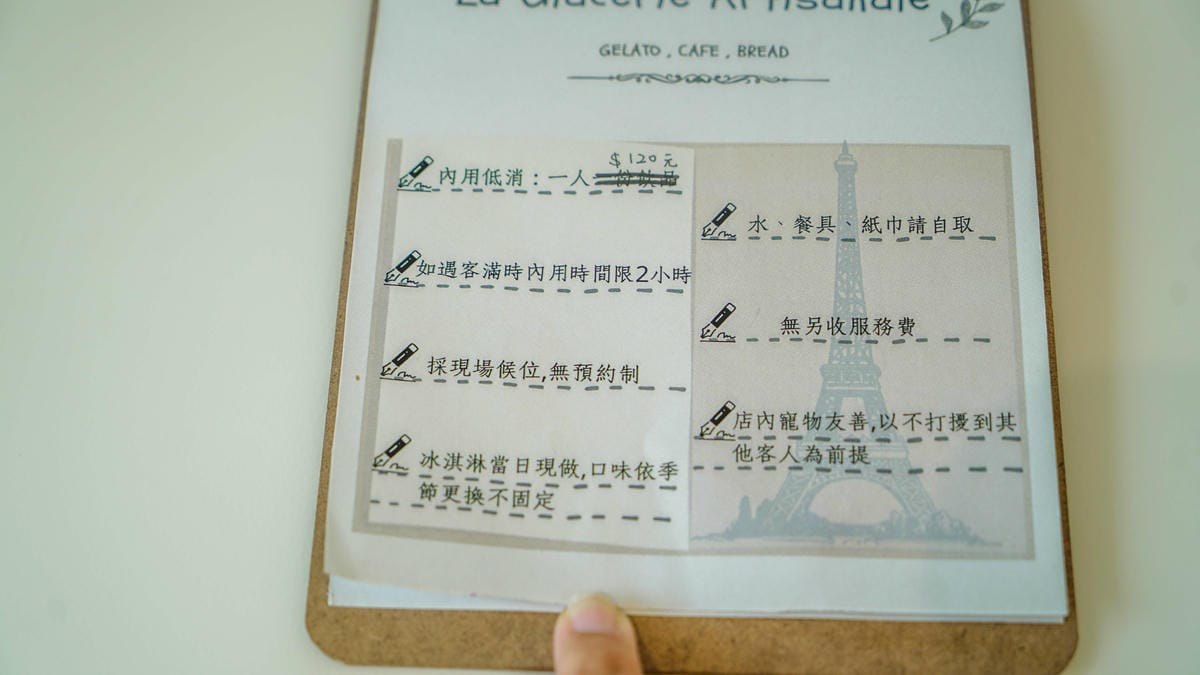 La Glacerie Artisanale
GELATO , CAFE , BREAD
$120元
內用低消：一人
如遇客滿時內用時間限2小時
採現場候位,無預約制
冰淇淋當日現做,口味依季
節更換不固定
水、餐具、紙巾請自取
無另收服務費
店內寵物友善,以不打擾到其
他客人為前提